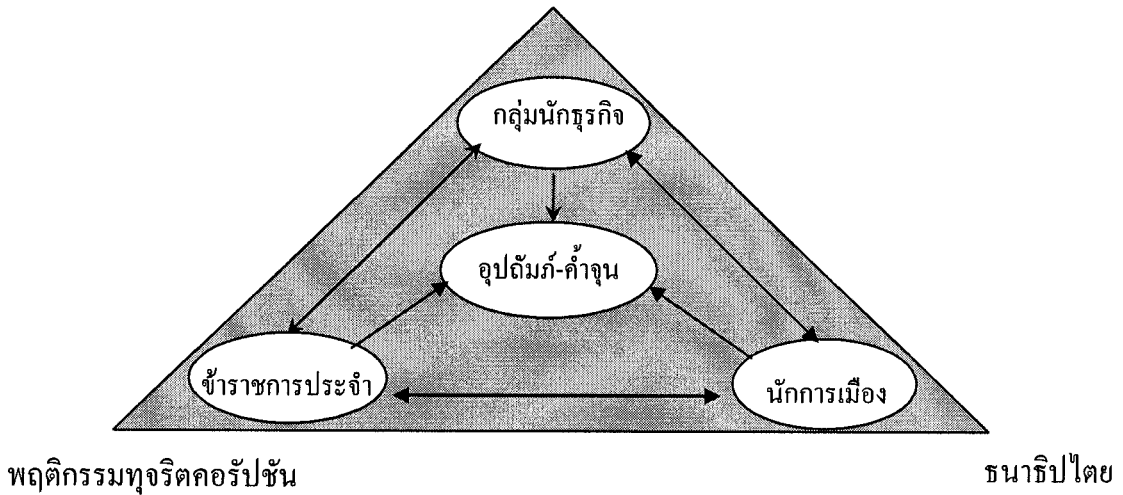 กลุ่มนักธุรกิจ
อุปถัมภ์-ค้ำจุน
ข้าราชการประจำ
นักการเมือง
พฤติกรรมทุจริตคอรัปชัน
ธนาธิปไตย